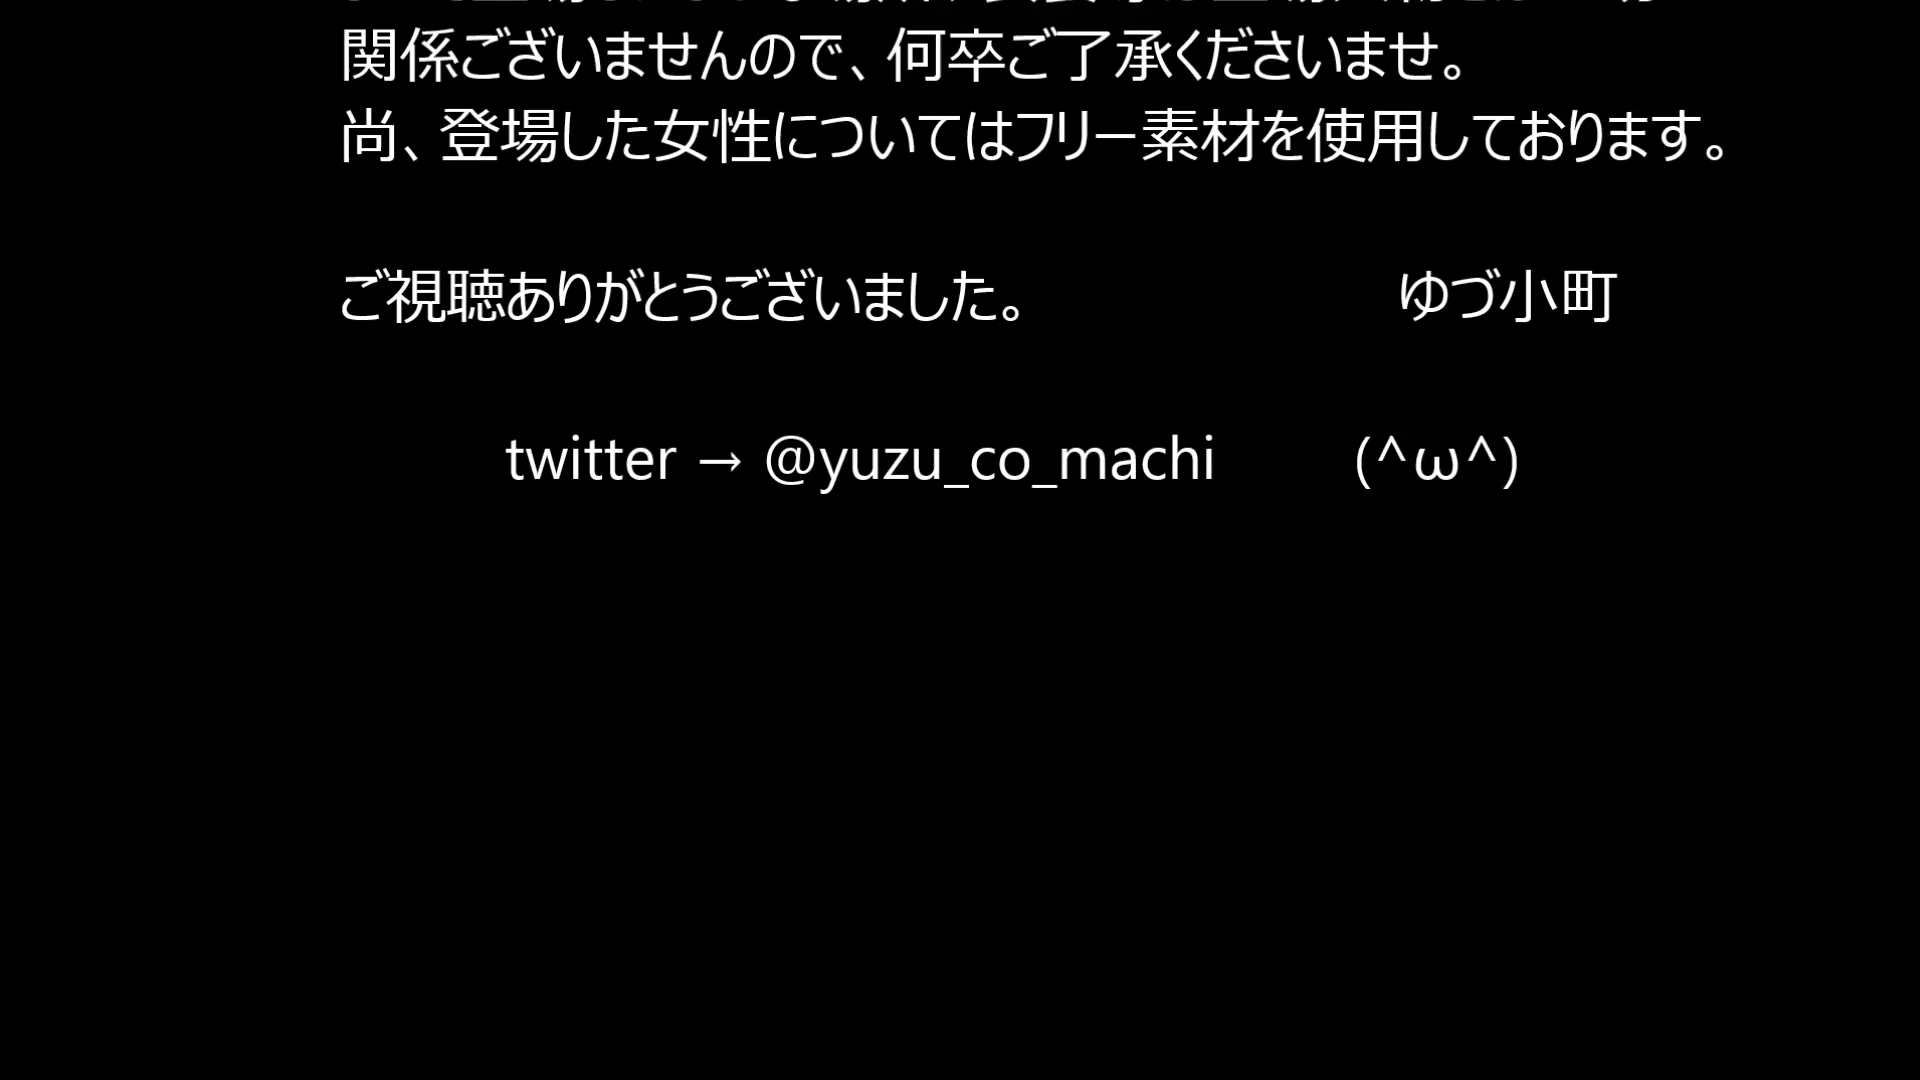 関係ございませんので、何卒ご了承くださいませ。
尚、登場した女性についてはフリー素材を使用しております。
ご視聴ありがとうございました。 ゆづ小町
twitter → @yuzu_co_machi (^ω^)